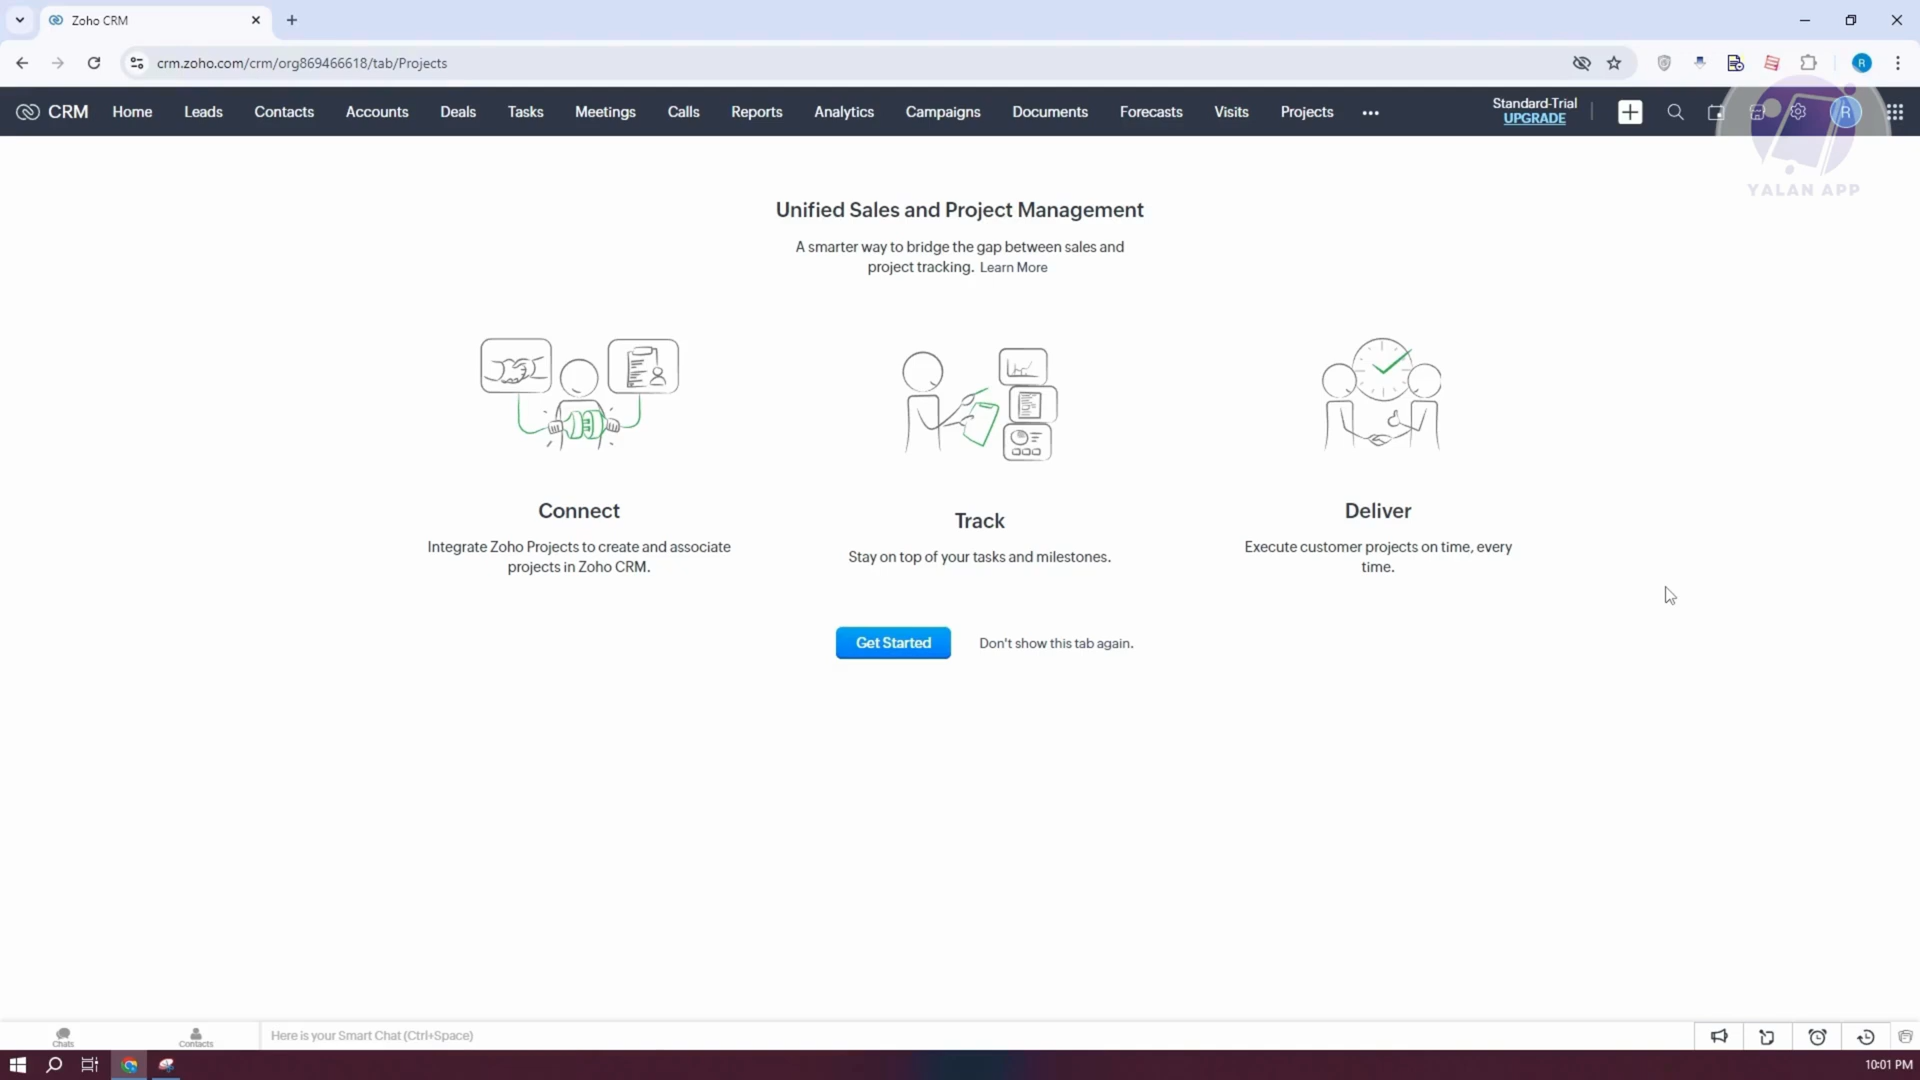 Zoho CRM
crm.zoho.com/crm/org869466618/tab/Projects
R
CRM
Home
Leads
Contacts
Accounts
Deals
Tasks
Meetings
Calls
Reports
Analytics
Campaigns
Documents
Forecasts
Visits
Projects
Standard-Trial
UPGRADE
R
YALAN APP
Unified Sales and Project Management
A smarter way to bridge the gap between sales and
project tracking. Learn More
Connect
Integrate Zoho Projects to create and associate
projects in Zoho CRM.
Track
Stay on top of your tasks and milestones.
Deliver
Execute customer projects on time, every
time.
Get Started
Don't show this tab again.
Chats
Contacts
Here is your Smart Chat (Ctrl+Space)
10:01 PM